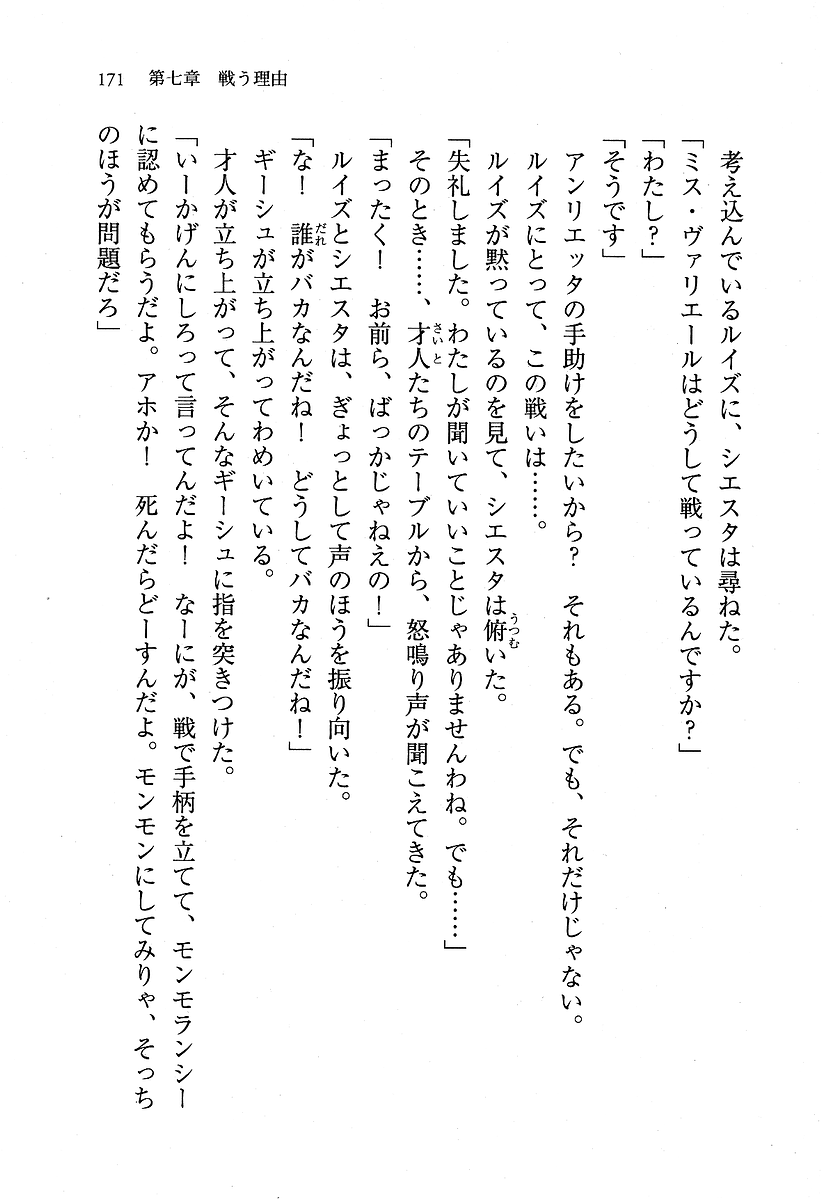 171　第七章　戦う理由
　考え込んでいるルイズに、シエスタは尋ねた。
「ミス・ヴァリエールはどうして戦っているんですか？」
「わたし？」
「そうです」
　アンリエッタの手助けをしたいから？　それもある。でも、それだけじゃない。
　ルイズにとって、この戦いは……。
　ルイズが黙っているのを見て、シエスタは俯いた。
うつむ
「失礼しました。わたしが聞いていいことじゃありませんわね。でも……」
　そのとき……、才人たちのテーブルから、怒鳴り声が聞こえてきた。
さいと
「まったく！　お前ら、ばっかじゃねえの！」
　ルイズとシエスタは、ぎょっとして声のほうを振り向いた。
「な！　誰がバカなんだね！　どうしてバカなんだね！」
だれ
　ギーシュが立ち上がってわめいている。
　才人が立ち上がって、そんなギーシュに指を突きつけた。
「いーかげんにしろって言ってんだよ！　なーにが、戦で手柄を立てて、モンモランシー
に認めてもらうだよ。アホか！　死んだらどーすんだよ。モンモンにしてみりゃ、そっち
のほうが問題だろ」